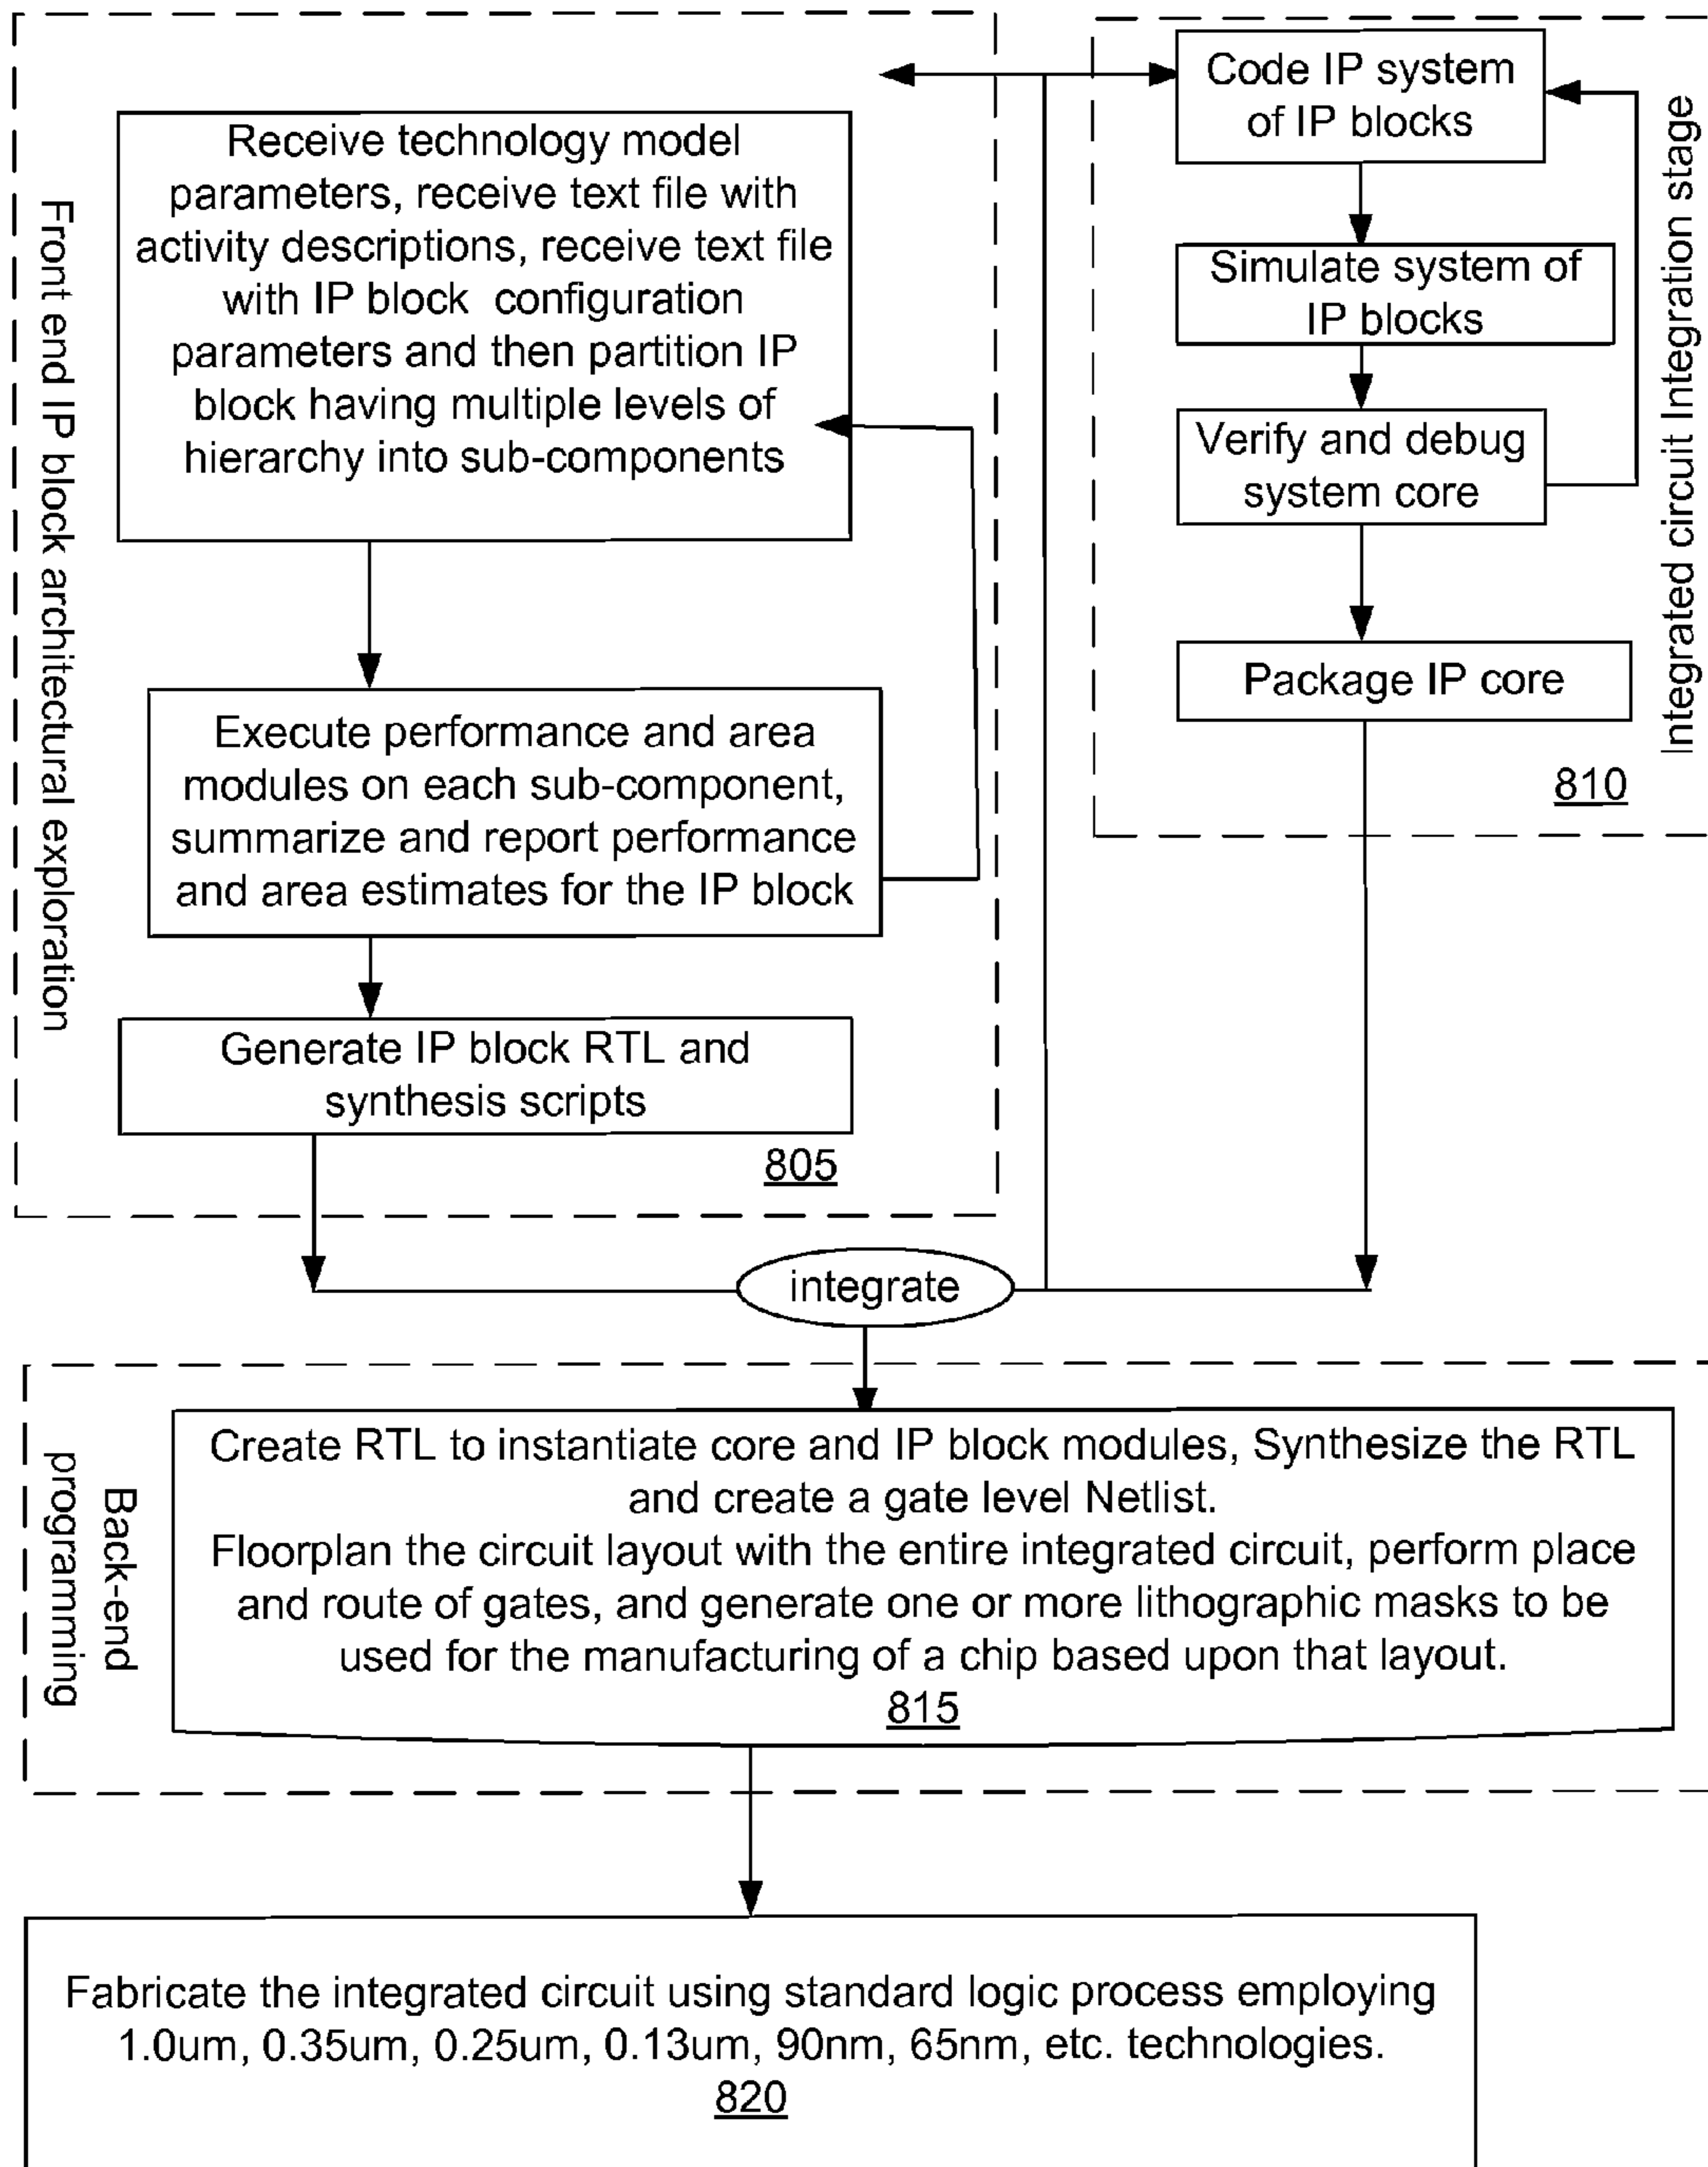 Front end IP block architectural exploration
Receive technology model
parameters, receive text file with
activity descriptions, receive text file
with IP block configuration
parameters and then partition IP
block having multiple levels of
hierarchy into sub-components
Execute performance and area
modules on each sub-component,
summarize and report performance
and area estimates for the IP block
Generate IP block RTL and
synthesis scripts
805
Code IP system
of IP blocks
Simulate system of
IP blocks
Verify and debug
system core
Package IP core
810
Integrated circuit Integration stage
integrate
Back-end
programming
Create RTL to instantiate core and IP block modules, Synthesize the RTL
and create a gate level Netlist.
Floorplan the circuit layout with the entire integrated circuit, perform place
and route of gates, and generate one or more lithographic masks to be
used for the manufacturing of a chip based upon that layout.
815
Fabricate the integrated circuit using standard logic process employing
1.0um, 0.35um, 0.25um, 0.13um, 90nm, 65nm, etc. technologies.
820